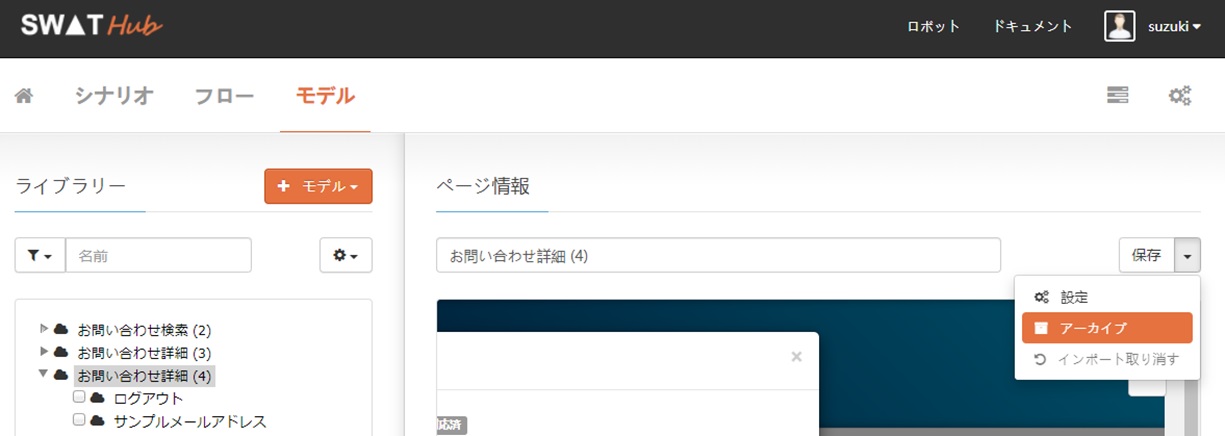 SWAT Hub
ロボット ドキュメント suzuki
シナリオ フロー モデル
ライブラリー
モデル
ページ情報
名前
お問い合わせ詳細 (4)
保存
設定
アーカイブ
インポート取り消す
お問い合わせ検索 (2)
お問い合わせ詳細 (3)
お問い合わせ詳細 (4)
ログアウト
サンプルメールアドレス
応済